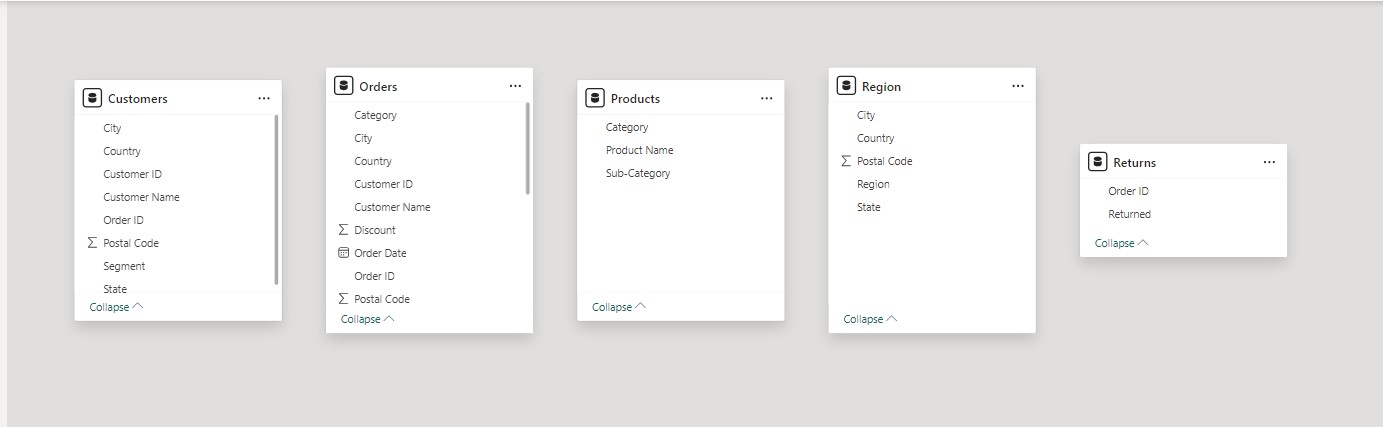 Customers
City
Country
Customer ID
Customer Name
Order ID
Postal Code
Segment
State
Collapse
Orders
Category
City
Country
Customer ID
Customer Name
Discount
Order Date
Order ID
Postal Code
Collapse
Products
Category
Product Name
Sub-Category
Collapse
Region
City
Country
Postal Code
Region
State
Collapse
Returns
Order ID
Returned
Collapse